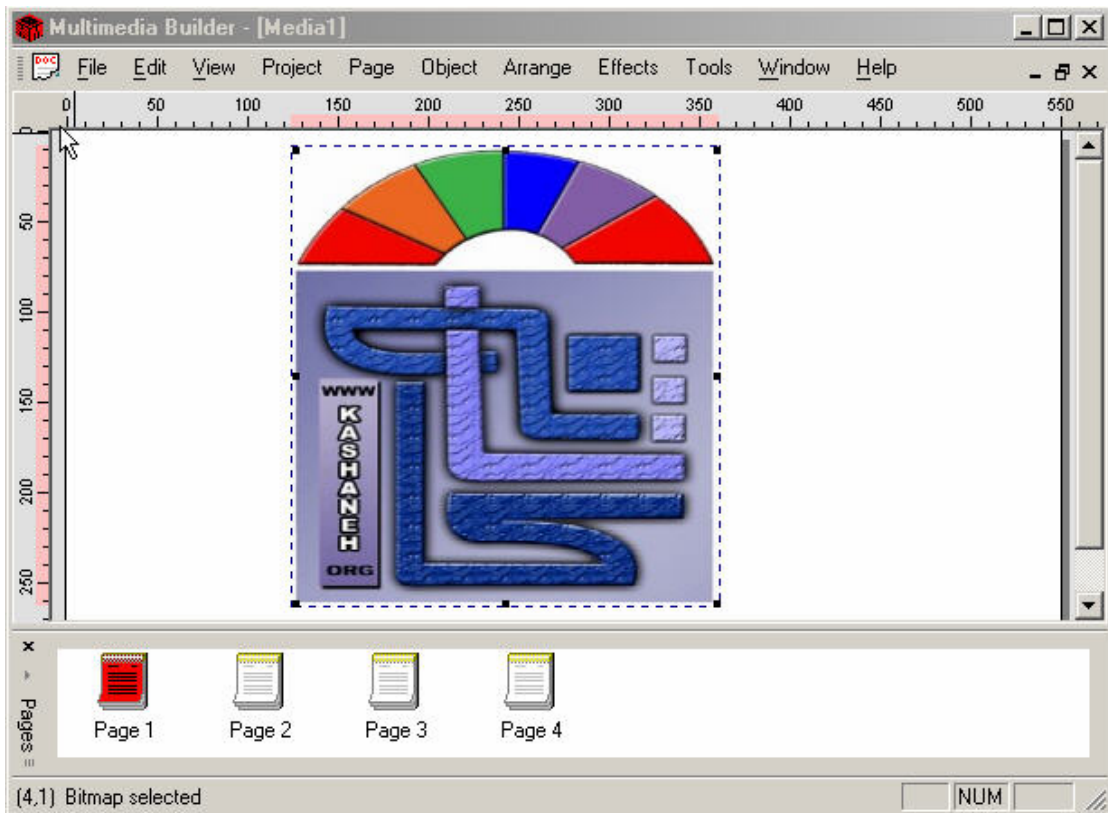 Multimedia Builder - [Media1]
DOC File Edit View Project Page Object Arrange Effects Tools Window Help
0 50 100 150 200 250 300 350 400 450 500 550
0
50
100
150
200
250
WWW
KASHANEH
ORG
Pages
Page 1 Page 2 Page 3 Page 4
(4,1) Bitmap selected NUM